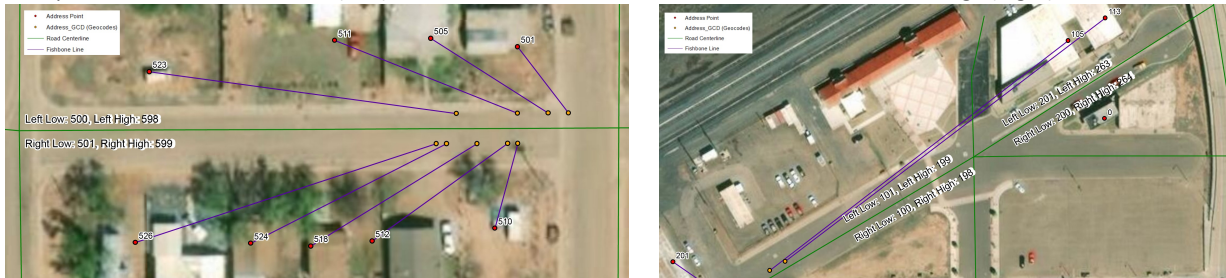 Address Point
Address_GCD (Geocodes)
Road Centerline
Fishbone Line
511
505
501
523
Left Low: 500, Left High: 598
Right Low: 501, Right High: 599
526
524
518
512
510
Address Point
Address_GCD (Geocodes)
Road Centerline
Fishbone Line
113
105
Left Low: 201, Left High: 263
Right Low: 200, Right High: 264
0
Left Low: 101, Left High: 199
Right Low: 100, Right High: 198
201